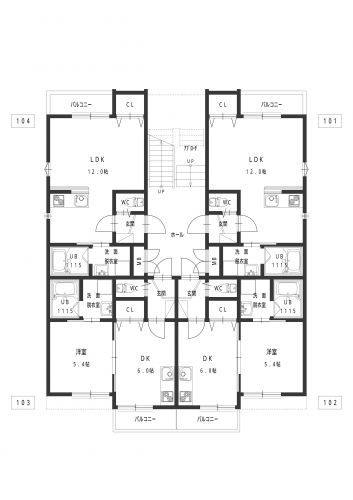 バルコニー
CL
CL
バルコニー
104
101
アプローチ
LDK
12.0帖
UP
LDK
12.0帖
UP
WC
WC
玄関
ホール
玄関
UB
1115
洗面
脱衣室
MB
MB
洗面
脱衣室
UB
1115
UB
1115
洗面
脱衣室
WC
玄関
玄関
WC
洗面
脱衣室
UB
1115
CL
CL
洋室
5.4帖
DK
6.0帖
DK
6.0帖
洋室
5.4帖
103
102
バルコニー
バルコニー